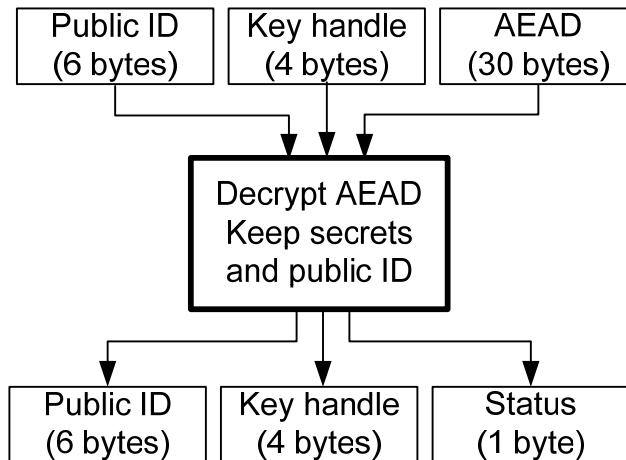 Public ID
(6 bytes)
Key handle
(4 bytes)
AEAD
(30 bytes)
Decrypt AEAD
Keep secrets
and public ID
Public ID
(6 bytes)
Key handle
(4 bytes)
Status
(1 byte)